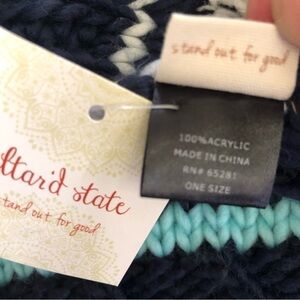 stand out for good
100% ACRYLIC
MADE IN CHINA
RN# 65281
ONE SIZE
ltar'd state
stand out for good